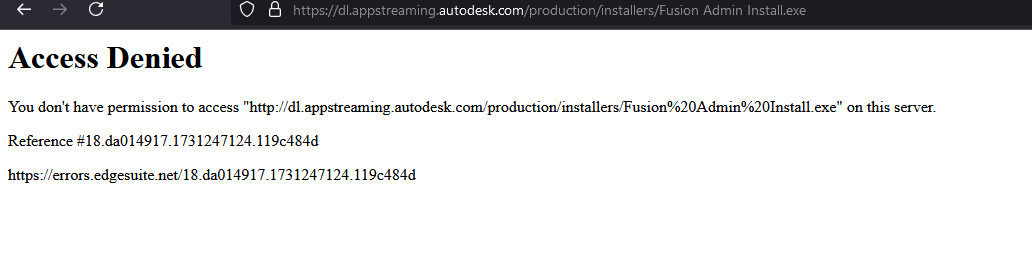 https://dl.appstreaming.autodesk.com/production/installers/Fusion Admin Install.exe
Access Denied
You don't have permission to access "http://dl.appstreaming.autodesk.com/production/installers/Fusion%20Admin%20Install.exe" on this server.
Reference #18.da014917.1731247124.119c484d
https://errors.edgesuite.net/18.da014917.1731247124.119c484d